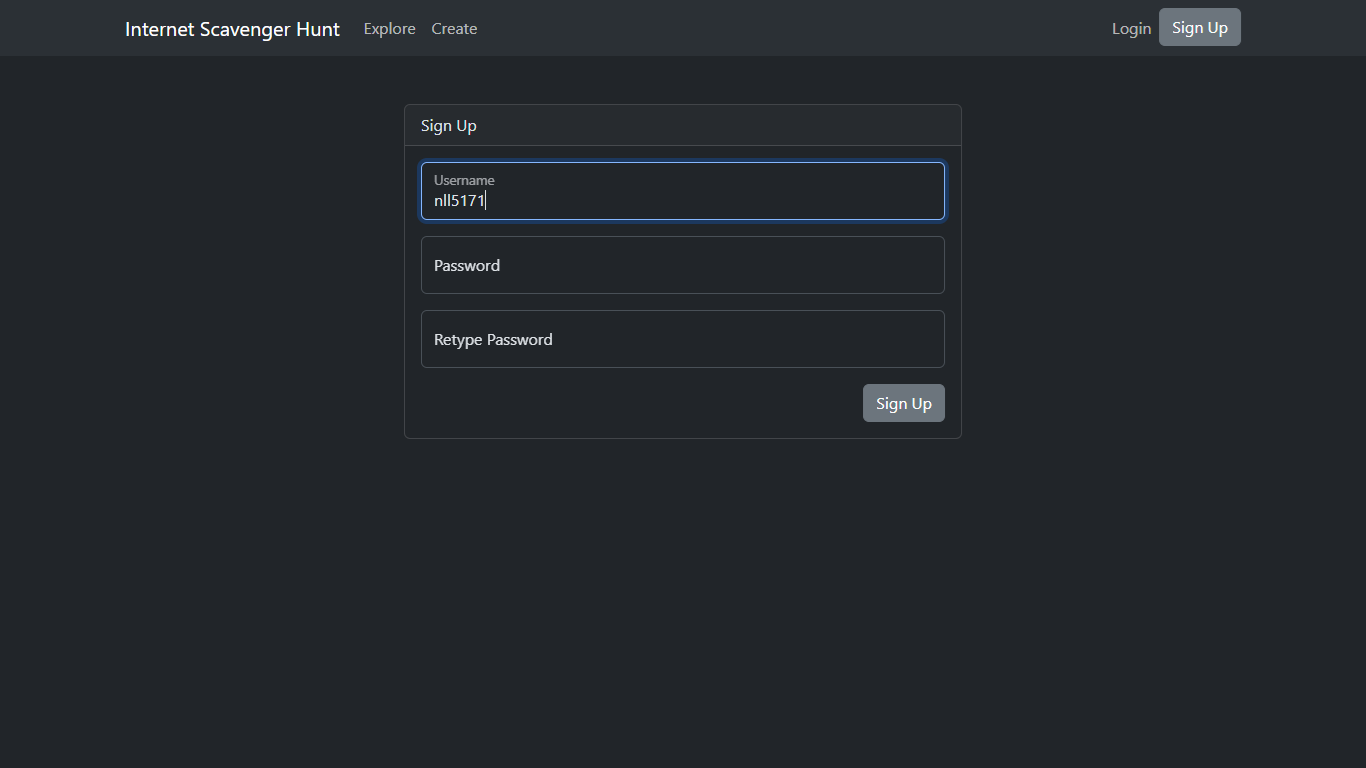 Internet Scavenger Hunt Explore Create Login Sign Up
Sign Up
Username
nll5171
Password
Retype Password
Sign Up